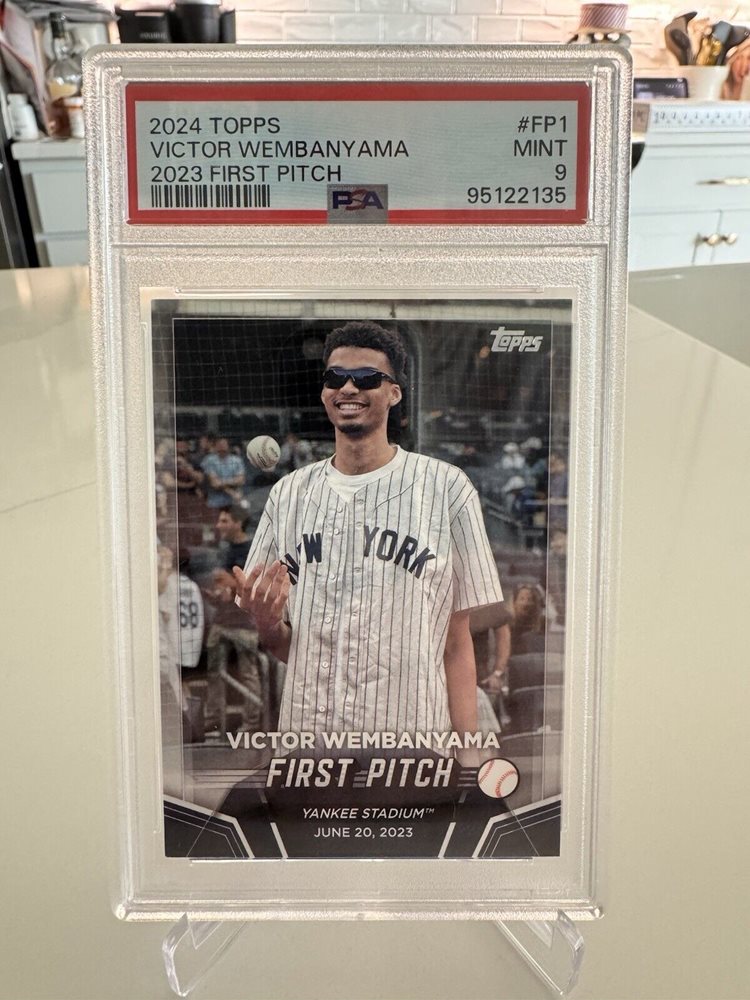 2024 TOPPS #FP1
VICTOR WEMBANYAMA MINT
2023 FIRST PITCH 9
PSA 95122135
Topps
NEW YORK
68
VICTOR WEMBANYAMA
FIRST PITCH
YANKEE STADIUM™
JUNE 20, 2023